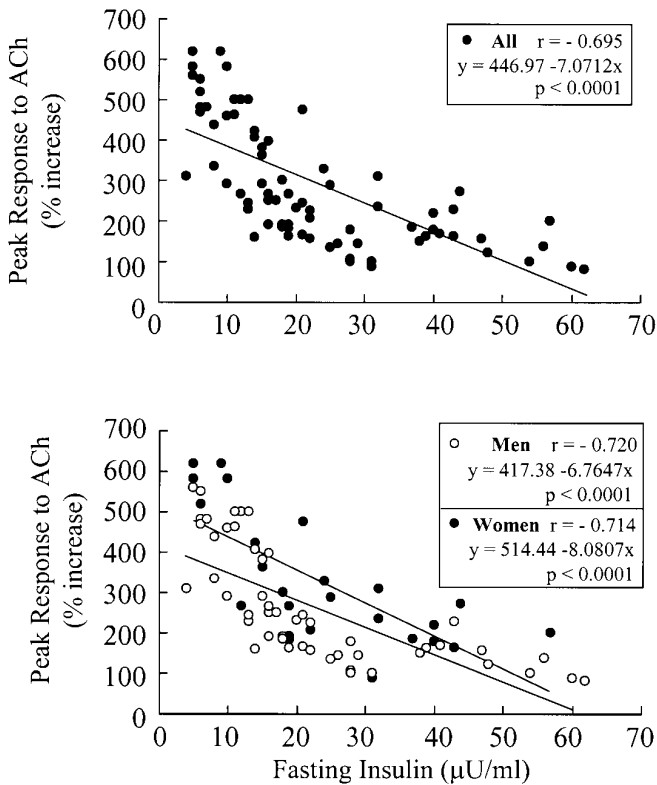 Peak Response to ACh
(% increase)
700
600
500
400
300
200
100
0
All r = - 0.695
y = 446.97 -7.0712x
p < 0.0001
0 10 20 30 40 50 60 70
Peak Response to ACh
(% increase)
700
600
500
400
300
200
100
0
Men r = - 0.720
y = 417.38 -6.7647x
p < 0.0001
Women r = - 0.714
y = 514.44 -8.0807x
p < 0.0001
0 10 20 30 40 50 60 70
Fasting Insulin (μU/ml)